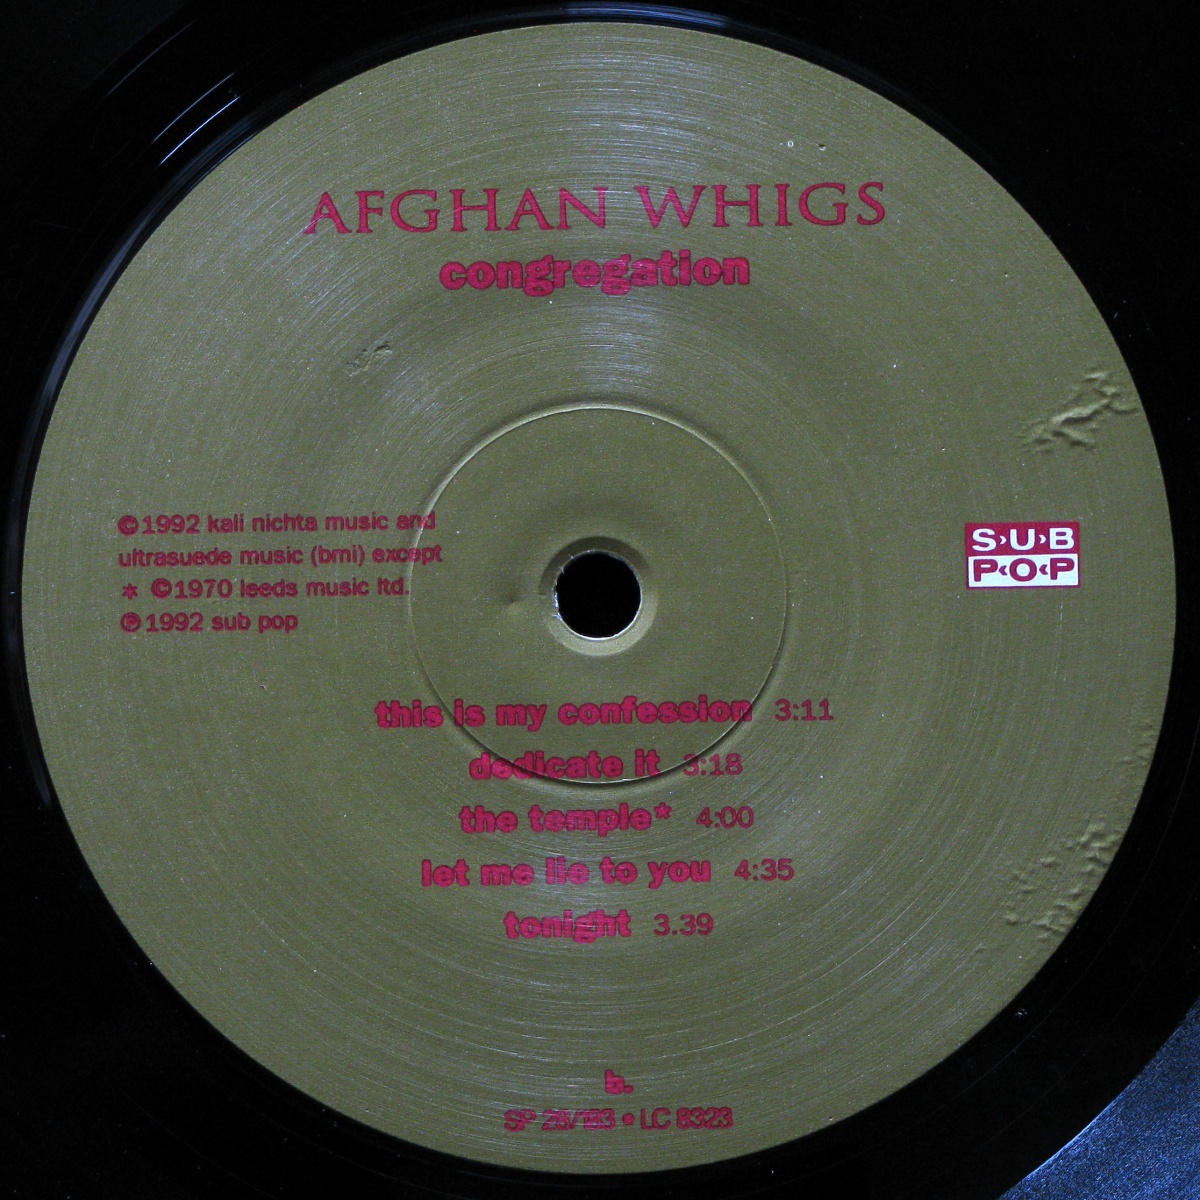 AFGHAN WHIGS
congregation
©1992 kali nichta music and
ultrasuede music (bmi) except
* ©1970 leeds music ltd.
℗1992 sub pop
S›U›B
P‹O‹P
this is my confession 3:11
dedicate it 3:18
the temple* 4:00
let me lie to you 4:35
tonight 3.39
b.
SP 28/183 • LC 8323